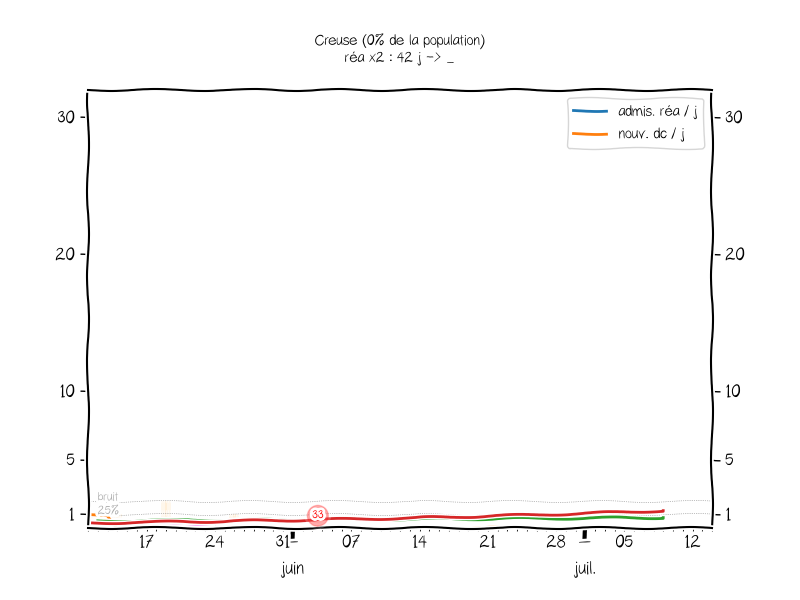 Creuse (0% de la population)
réa x2 : 42 j -> _
30
20
10
5
1
30
20
10
5
1
admis. réa / j
nouv. dc / j
bruit
25%
33
17 24 31 07 14 21 28 05 12
juin juil.